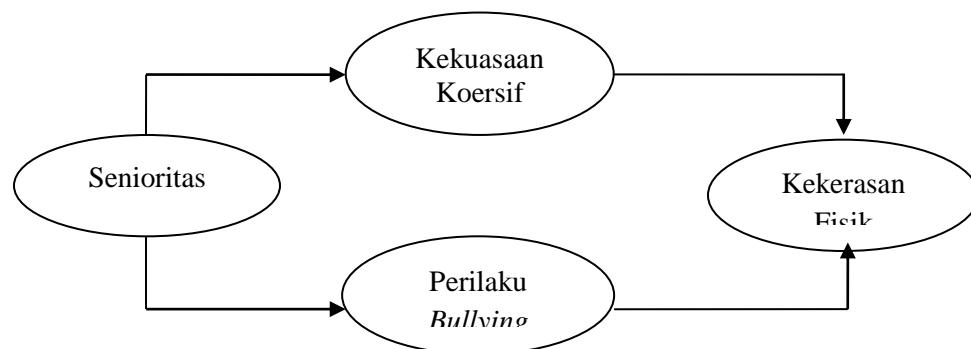 Kekuasaan
Koersif
Senioritas
Kekerasan
Fisik
Perilaku
Bullying